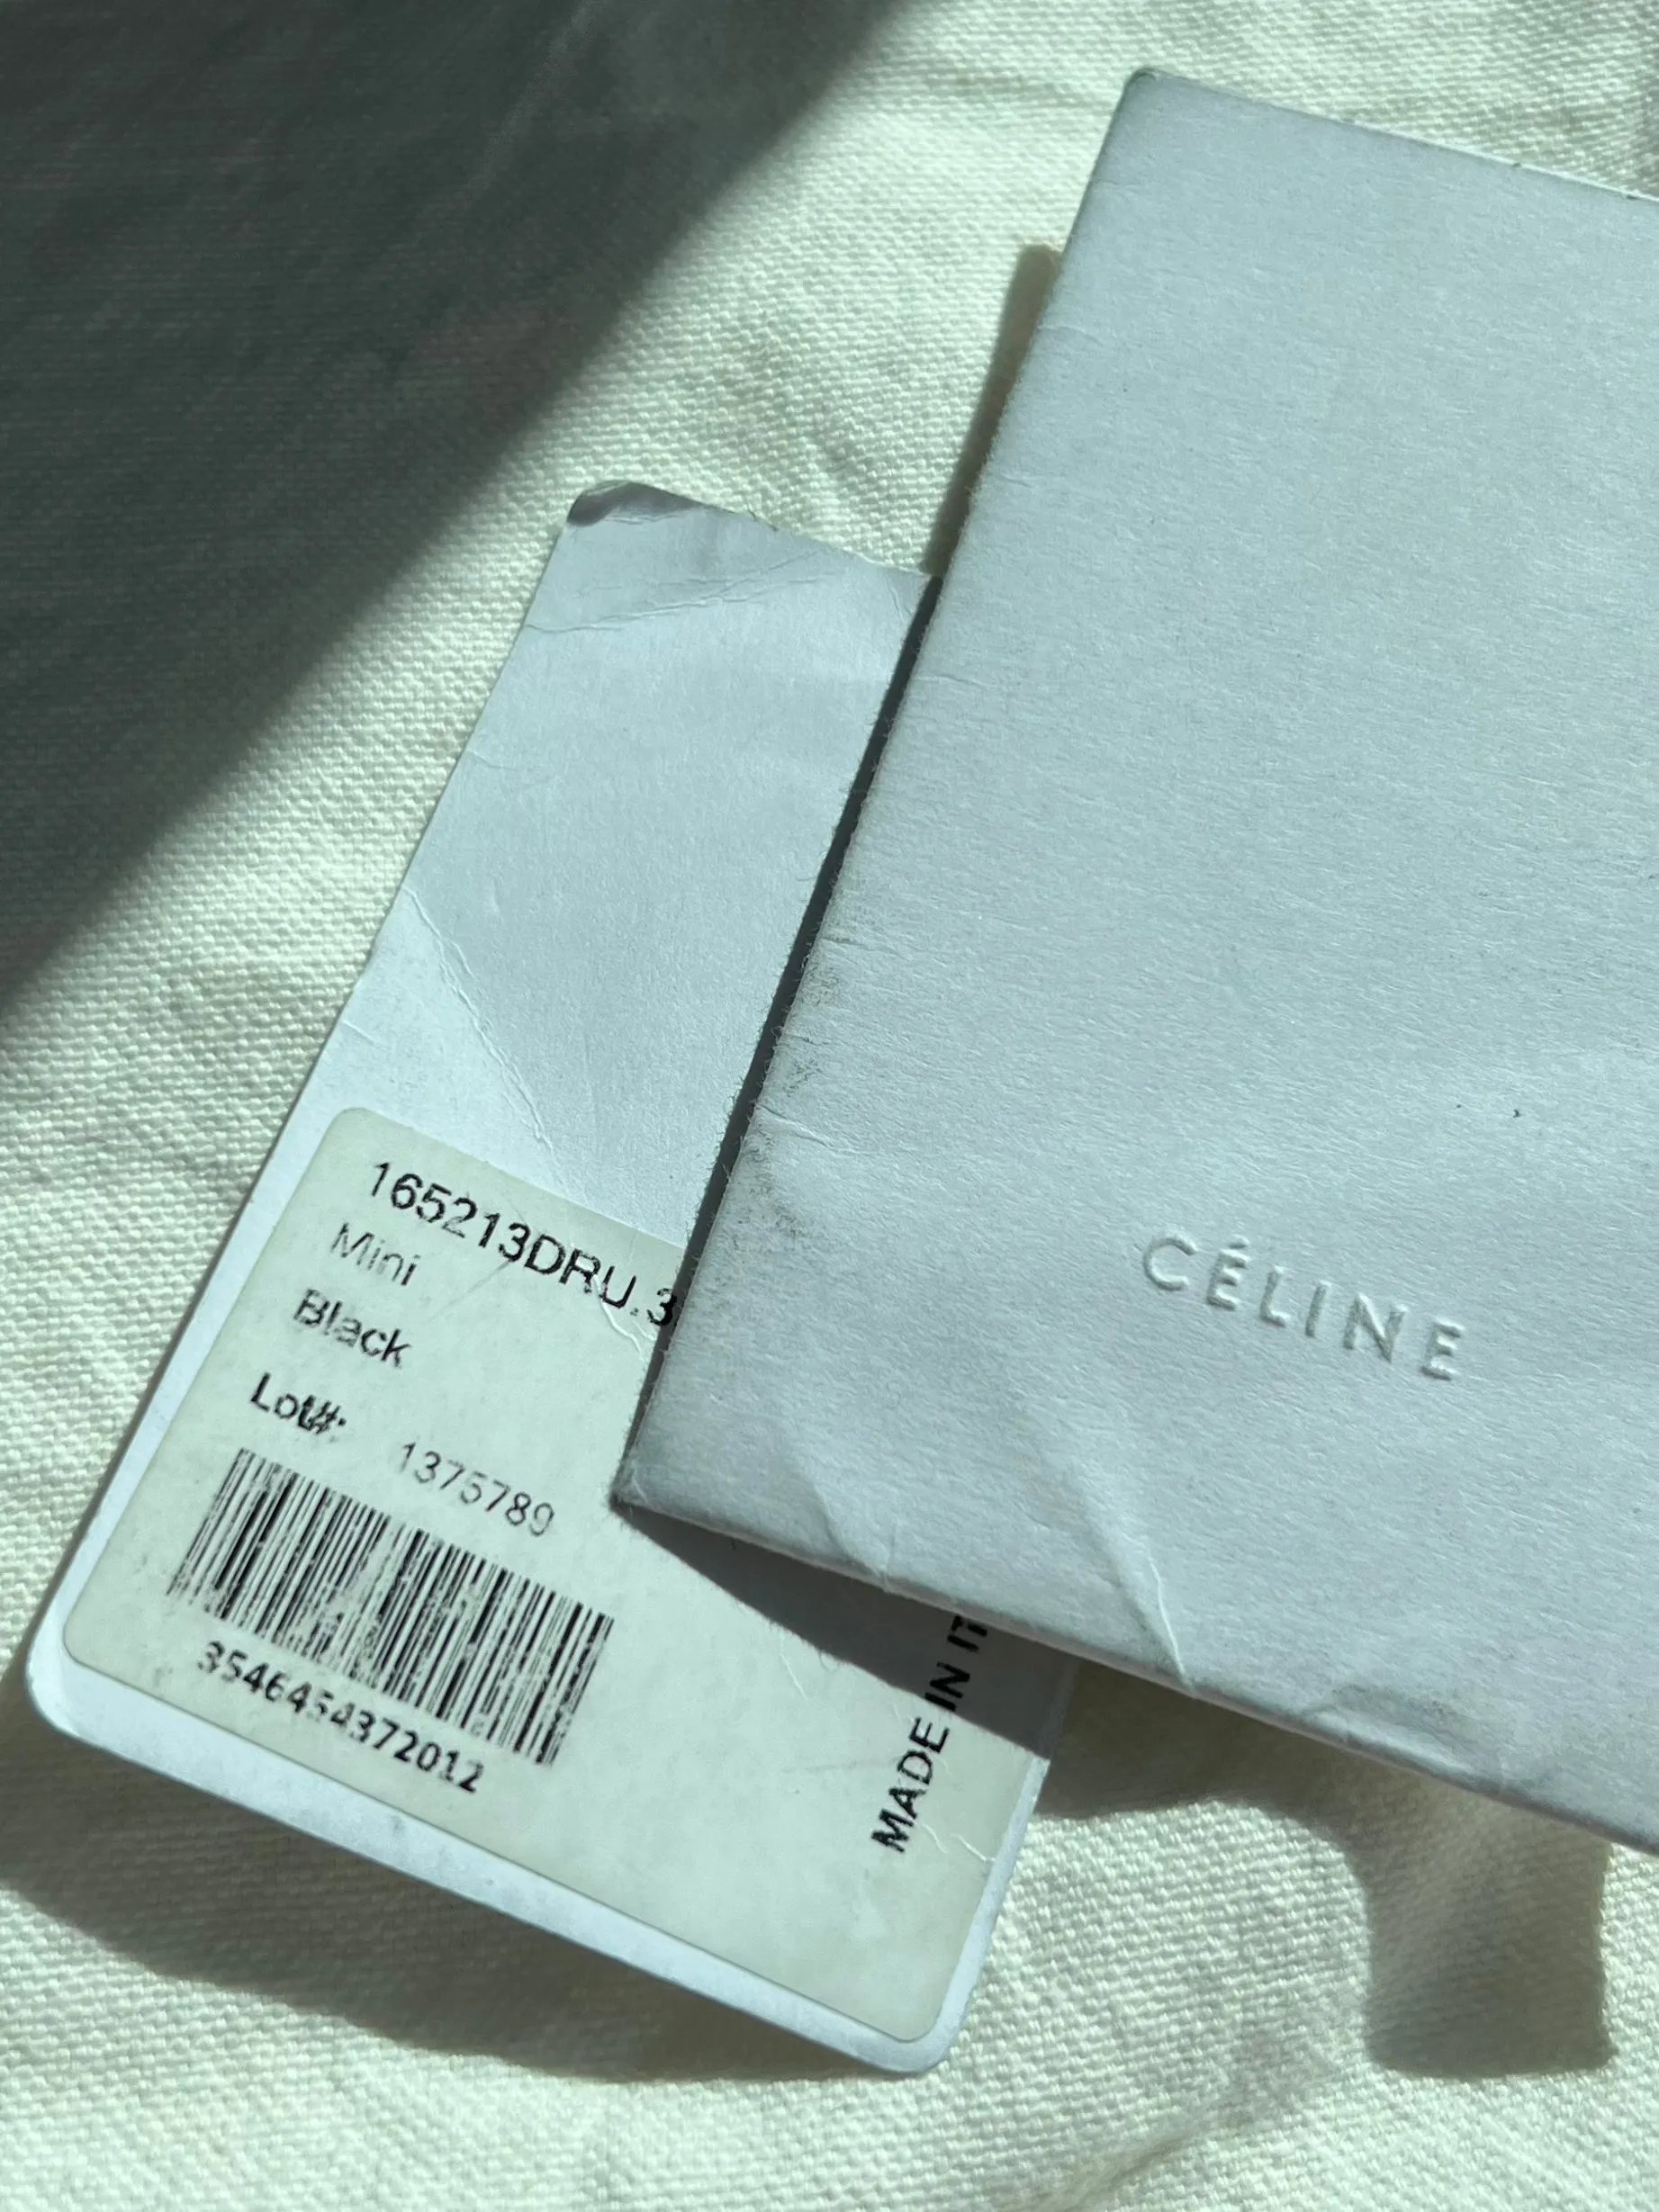 165213DRU.3
Mini
Black
Lot#:
1375789
3546454372012
MADE IN IT
CÉLINE